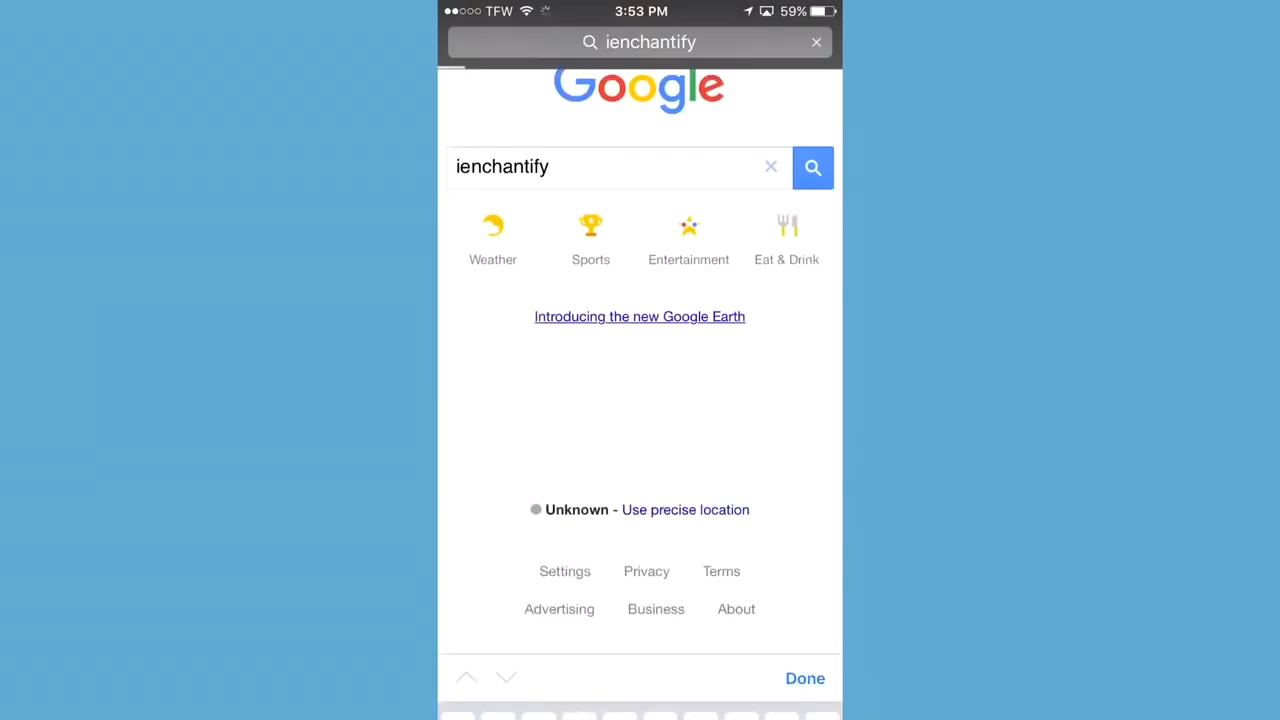 TFW 3:53 PM 59%
ienchantify
Google
ienchantify
Weather Sports Entertainment Eat & Drink
Introducing the new Google Earth
Unknown - Use precise location
Settings Privacy Terms
Advertising Business About
Done